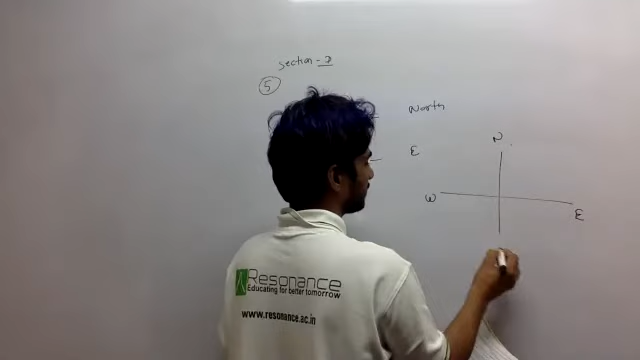 Section - 2
5
North
E
N
W
E
Resonance
Educating for better tomorrow
www.resonance.ac.in